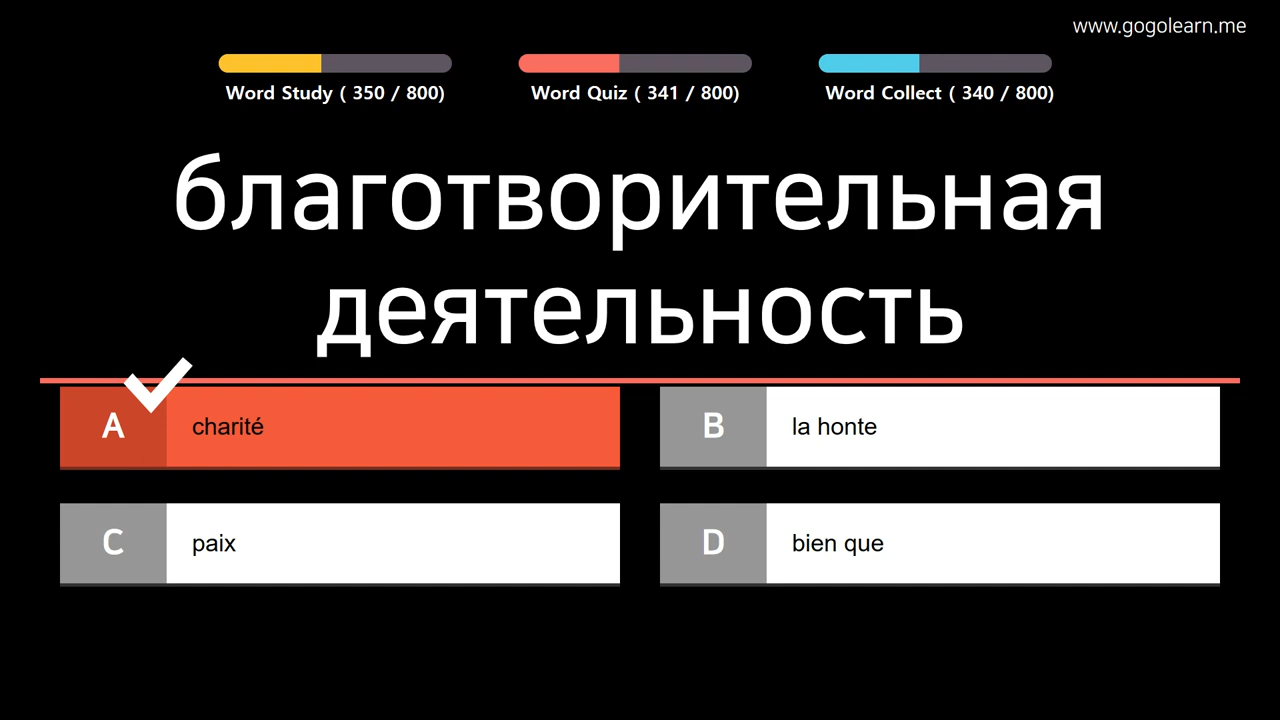 www.gogolearn.me
Word Study ( 350 / 800)
Word Quiz ( 341 / 800)
Word Collect ( 340 / 800)
благотворительная
деятельность
A charité
B la honte
C paix
D bien que